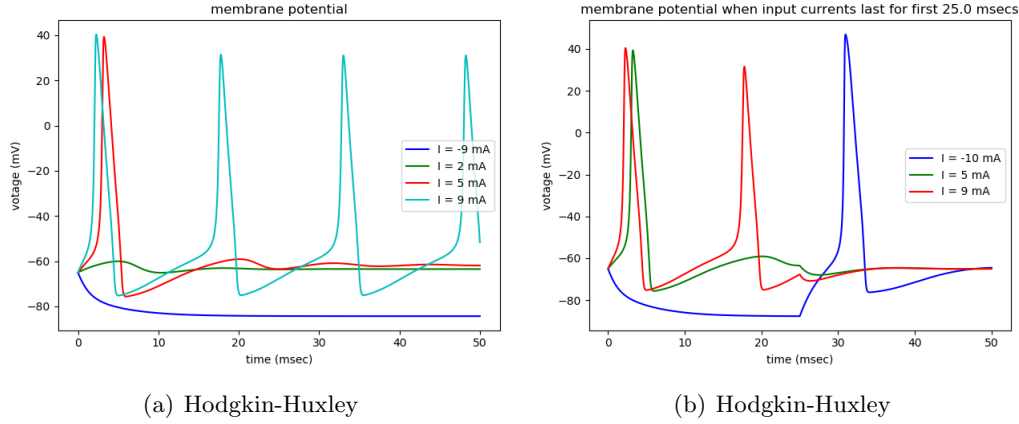 membrane potential
votage (mV)
40
20
0
−20
−40
−60
−80
I = -9 mA
I = 2 mA
I = 5 mA
I = 9 mA
0
10
20
30
40
50
time (msec)
(a) Hodgkin-Huxley
membrane potential when input currents last for first 25.0 msecs
votage (mV)
40
20
0
−20
−40
−60
−80
I = -10 mA
I = 5 mA
I = 9 mA
0
10
20
30
40
50
time (msec)
(b) Hodgkin-Huxley